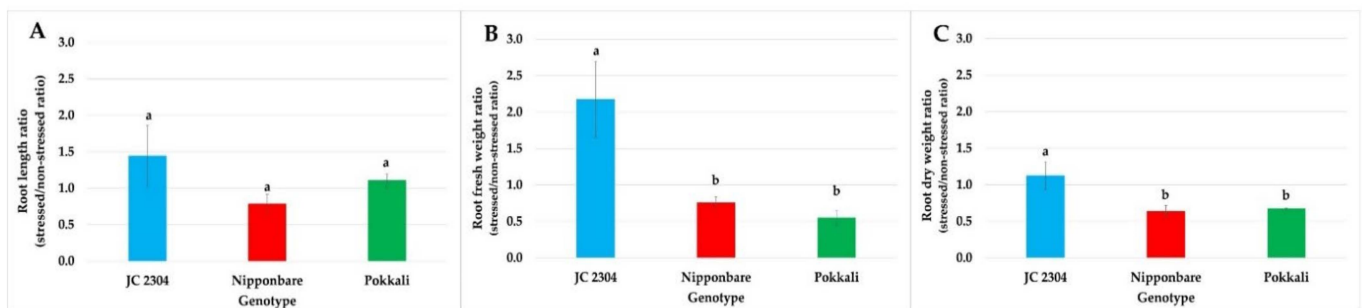 A
Root length ratio
(stressed/non-stressed ratio)
3.0
2.5
2.0
1.5
1.0
0.5
0.0
a
a
a
JC 2304
Nipponbare
Pokkali
Genotype
B
Root fresh weight ratio
(stressed/non-stressed ratio)
3.0
2.5
2.0
1.5
1.0
0.5
0.0
a
b
b
JC 2304
Nipponbare
Pokkali
Genotype
C
Root dry weight ratio
(stressed/non-stressed ratio)
3.0
2.5
2.0
1.5
1.0
0.5
0.0
a
b
b
JC 2304
Nipponbare
Pokkali
Genotype